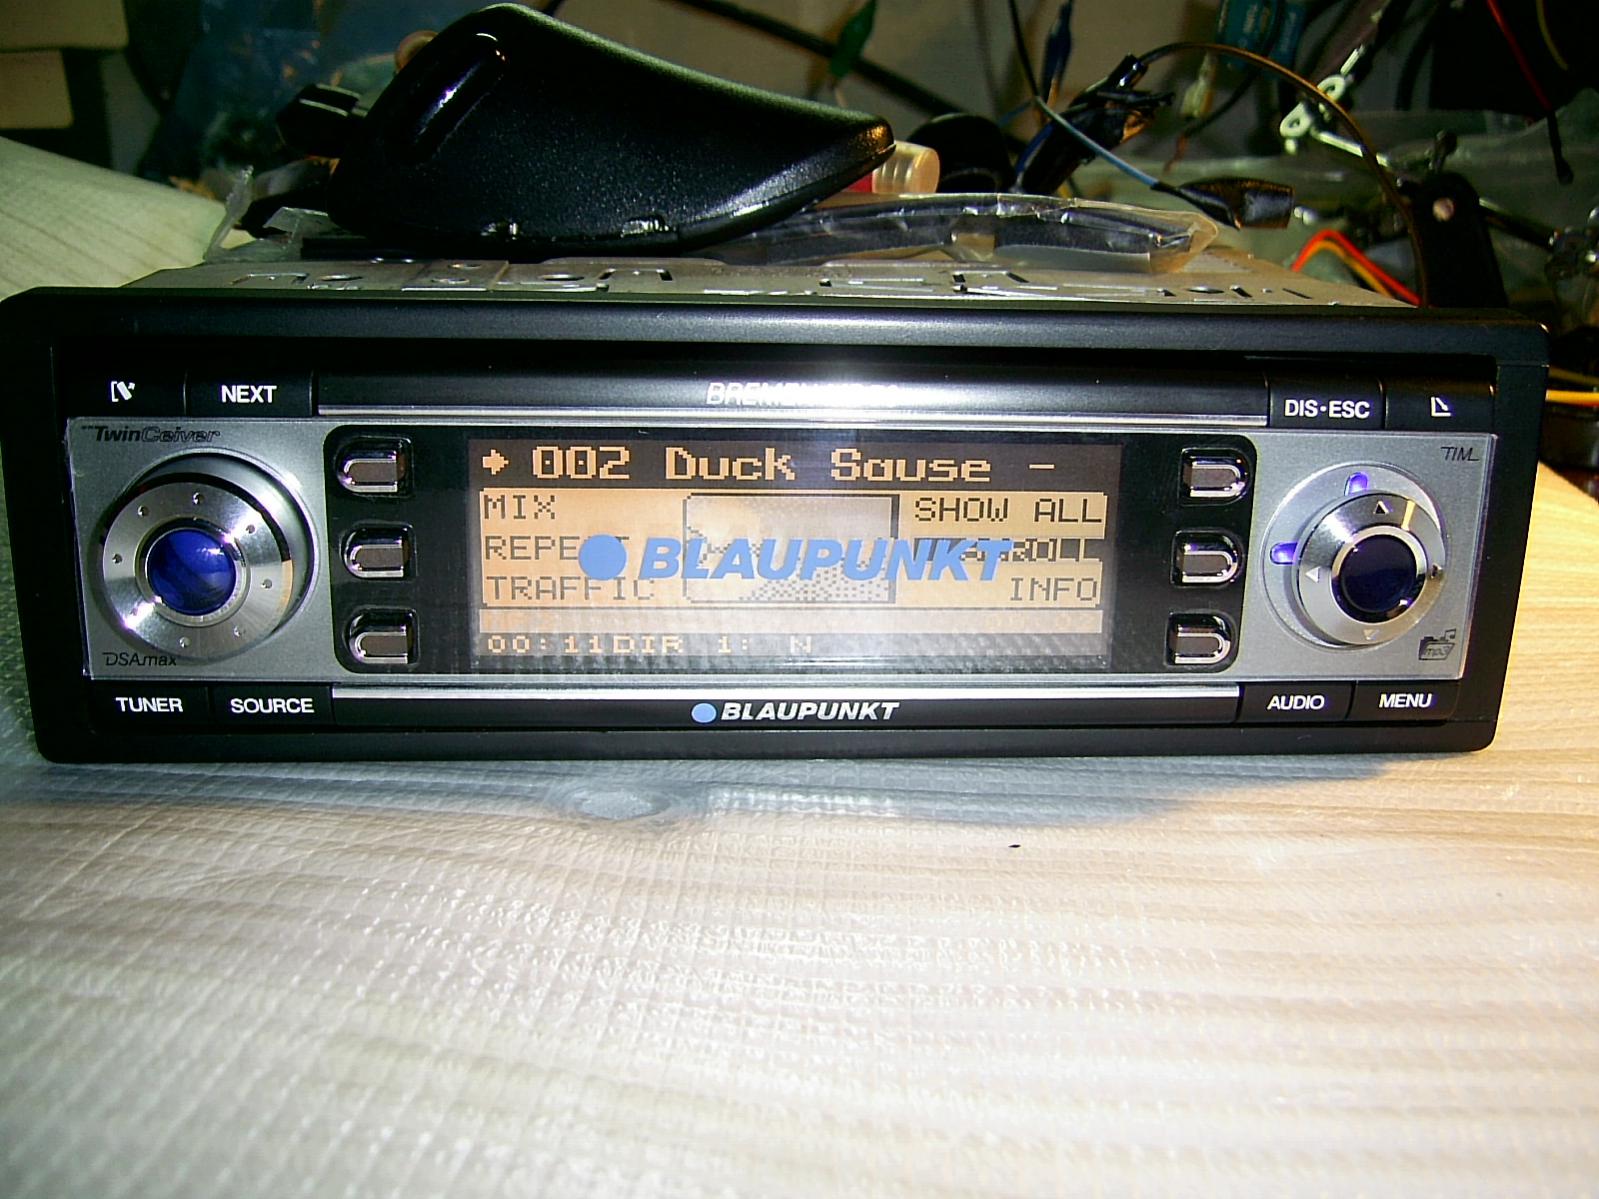 NEXT
DIS•ESC
TwinCeiver
TIM
002 Duck Sause -
MIX
SHOW ALL
BLAUPUNKT
TRAFFIC
INFO
00:11DIR 1: N
DSAmax
mp3
TUNER
SOURCE
BLAUPUNKT
AUDIO
MENU